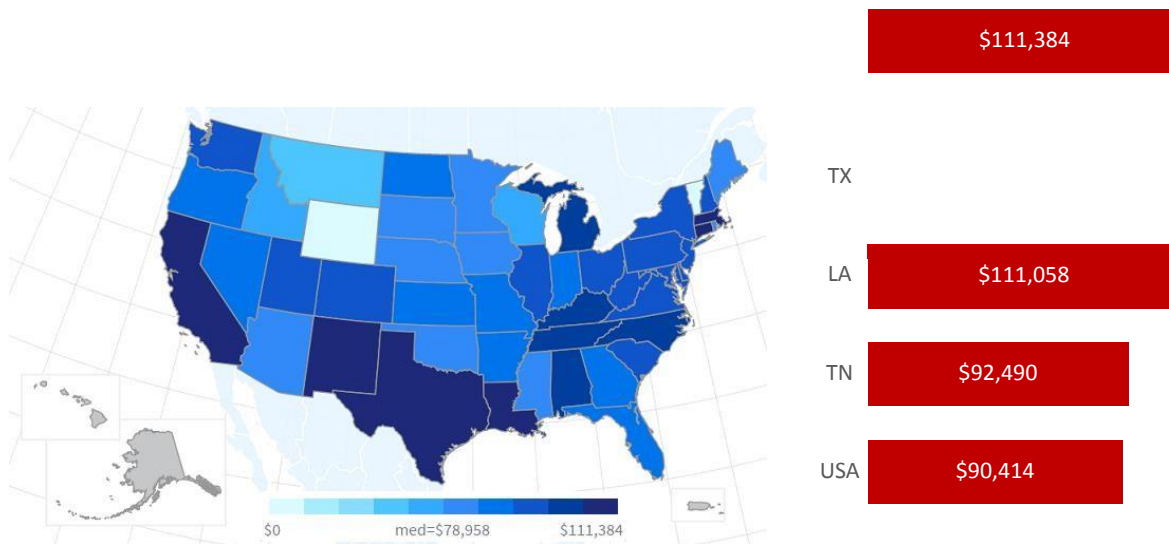 $111,384
TX
LA
$111,058
TN
$92,490
USA
$90,414
$0
med=$78,958
$111,384